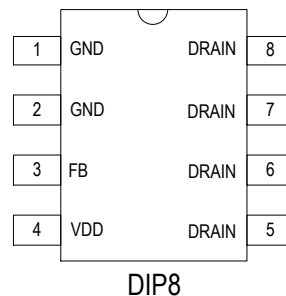 1 GND DRAIN 8
2 GND DRAIN 7
3 FB DRAIN 6
4 VDD DRAIN 5
DIP8